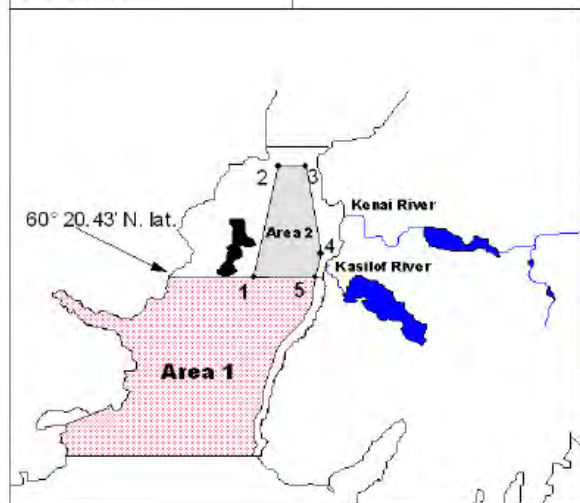 2 3
Kenai River
60° 20.43' N. lat.
Area 2
4
Kasilof River
1 5
Area 1